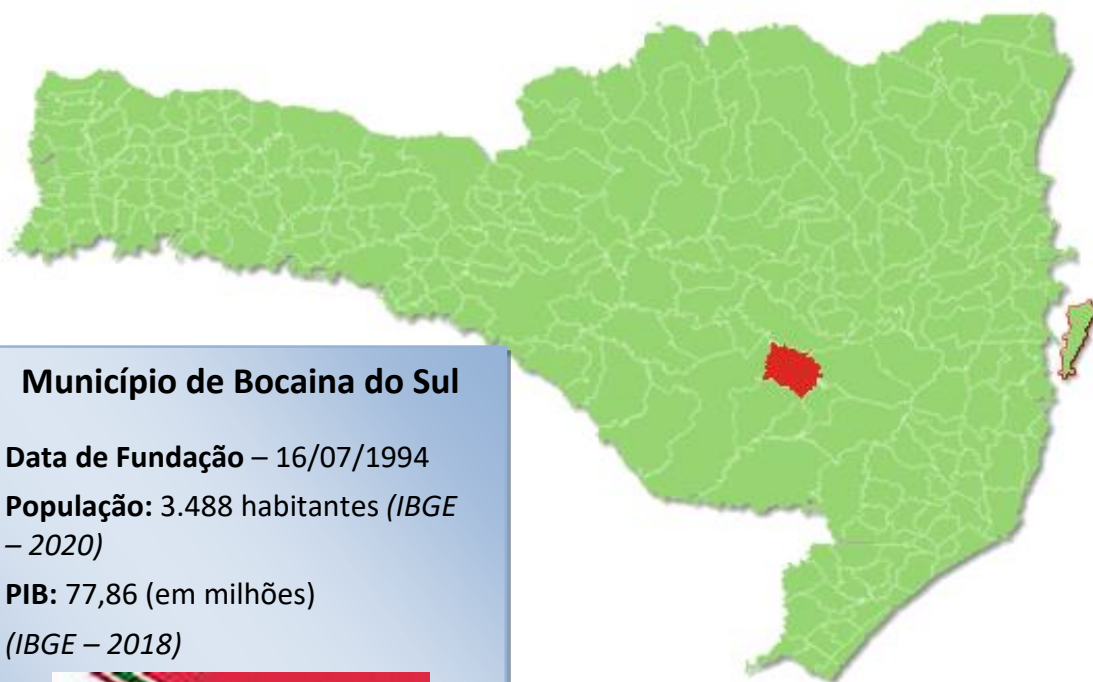 Município de Bocaina do Sul
Data de Fundação – 16/07/1994
População: 3.488 habitantes (IBGE
– 2020)
PIB: 77,86 (em milhões)
(IBGE – 2018)